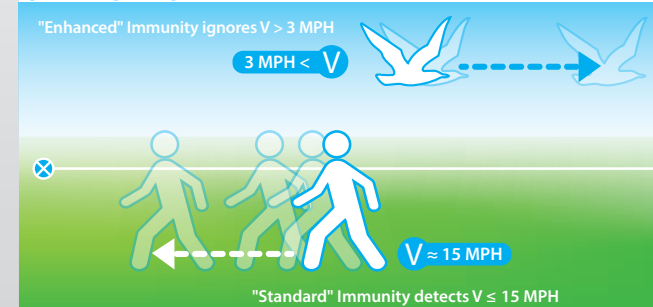 "Enhanced" Immunity ignores V > 3 MPH
3 MPH < V
V ≈ 15 MPH
"Standard" Immunity detects V ≤ 15 MPH